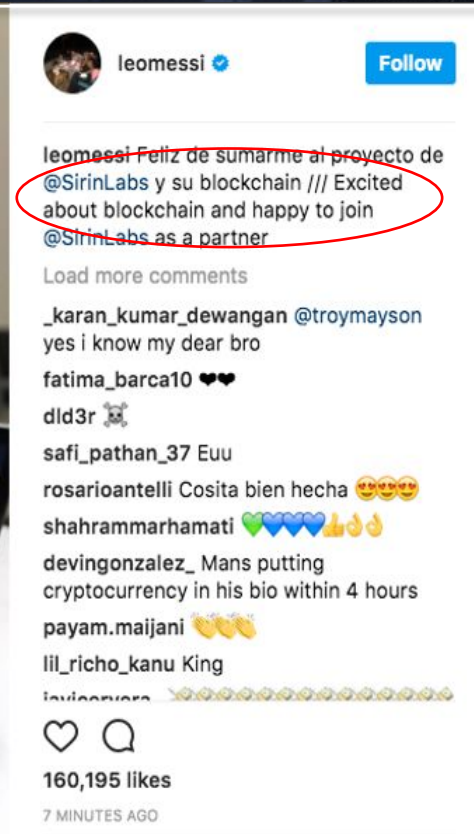 leomessi
Follow
leomessi Feliz de sumarme al proyecto de
@SirinLabs y su blockchain /// Excited
about blockchain and happy to join
@SirinLabs as a partner
Load more comments
_karan_kumar_dewangan @troymayson
yes i know my dear bro
fatima_barca10 ❤❤
dld3r ☠
safi_pathan_37 Euu
rosarioantelli Cosita bien hecha 😍😍😍
shahrammarhamati 💚💙💙👍👌👌
devingonzalez_ Mans putting
cryptocurrency in his bio within 4 hours
payam.maijani 👏👏👏
lil_richo_kanu King
160,195 likes
7 MINUTES AGO